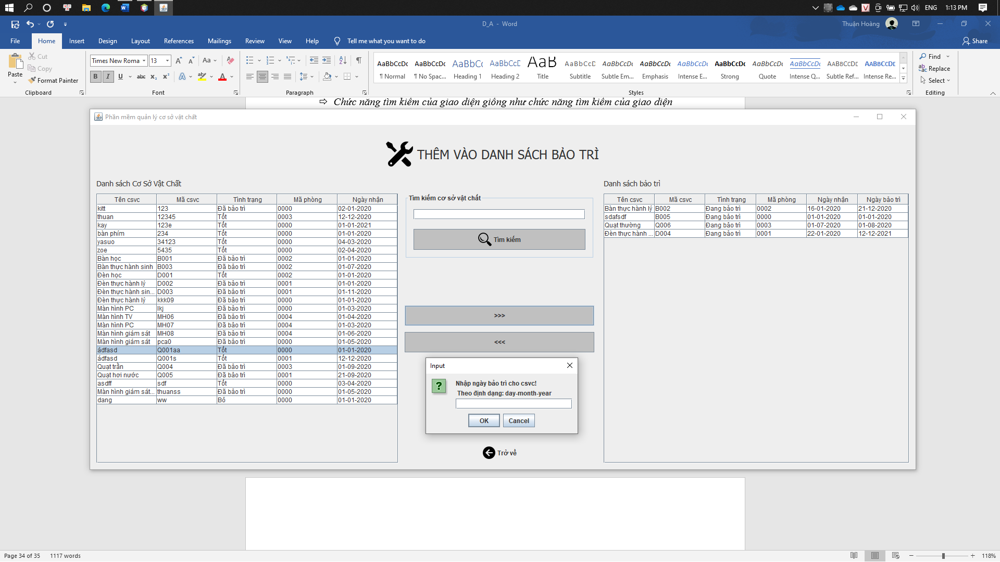 ENG 1:13 PM
D_A - Word
Thuận Hoàng
File Home Insert Design Layout References Mailings Review View Help Tell me what you want to do Share
Paste
Cut
Copy
Format Painter
Clipboard
Times New Roma 13
Font
Paragraph
AaBbCcDc AaBbCcDc AaBbCc AaBbCcD AaB AaBbCcD AaBbCcDc AaBbCcDc AaBbCcDc AaBbCcDc AaBbCcDc AaBbCcDc AaBbCcDc AaBbCcDc
¶ Normal ¶ No Spac... Heading 1 Heading 2 Title Subtitle Subtle Em... Emphasis Intense E... Strong Quote Intense Q... Subtle Ref... Intense Re...
Styles
Find
Replace
Select
Editing
⇨ Chức năng tìm kiếm của giao diện giống như chức năng tìm kiếm của giao diện
Phần mềm quản lý cơ sở vật chất
THÊM VÀO DANH SÁCH BẢO TRÌ
Danh sách Cơ Sở Vật Chất
Tên csvc Mã csvc Tình trạng Mã phòng Ngày nhận
kitt 123 Đã bảo trì 0000 02-01-2020
thuan 12345 Tốt 0003 12-12-2020
kay 123e Tốt 0000 01-01-2021
bàn phím 234 Tốt 0000 01-01-2020
yasuo 34123 Tốt 0000 04-03-2020
zoe 5435 Tốt 0000 02-04-2020
Bàn học B001 Đã bảo trì 0002 01-01-2020
Bàn thực hành sinh B003 Đã bảo trì 0002 01-07-2020
Đèn học D001 Tốt 0002 01-01-2020
Đèn thực hành lý D002 Đã bảo trì 0001 01-01-2020
Đèn thực hành sin... D003 Đã bảo trì 0001 01-11-2020
Đèn thực hành lý kkk09 Đã bảo trì 0000 01-01-2020
Màn hình PC lkj Đã bảo trì 0000 01-03-2020
Màn hình TV MH06 Đã bảo trì 0004 01-04-2020
Màn hình PC MH07 Đã bảo trì 0004 01-03-2020
Màn hình giám sát MH08 Đã bảo trì 0004 01-06-2020
Màn hình giám sát pca0 Đã bảo trì 0000 01-05-2020
ádfasd Q001aa Tốt 0000 01-01-2020
ádfasd Q001s Tốt 0001 12-12-2020
Quạt trần Q004 Đã bảo trì 0003 01-09-2020
Quạt hơi nước Q005 Đã bảo trì 0001 21-09-2020
asdff sdf Tốt 0000 03-04-2020
Màn hình giám sát... thuanss Đã bảo trì 0000 01-05-2020
dang ww Bỏ 0000 01-01-2020
Tìm kiếm cơ sở vật chất
Tìm kiếm
>>>
<<<
Input
Nhập ngày bảo trì cho csvc!
Theo định dạng: day-month-year
OK Cancel
Trở về
Danh sách bảo trì
Tên csvc Mã csvc Tình trạng Mã phòng Ngày nhận Ngày bảo trì
Bàn thực hành lý B002 Đang bảo trì 0002 16-01-2020 21-12-2020
sdafsdf B005 Đang bảo trì 0000 01-01-2020 01-01-2020
Quạt thường Q006 Đang bảo trì 0003 01-07-2020 01-08-2020
Đèn thực hành ... D004 Đang bảo trì 0001 22-01-2020 12-12-2021
Page 34 of 35 1117 words
118%